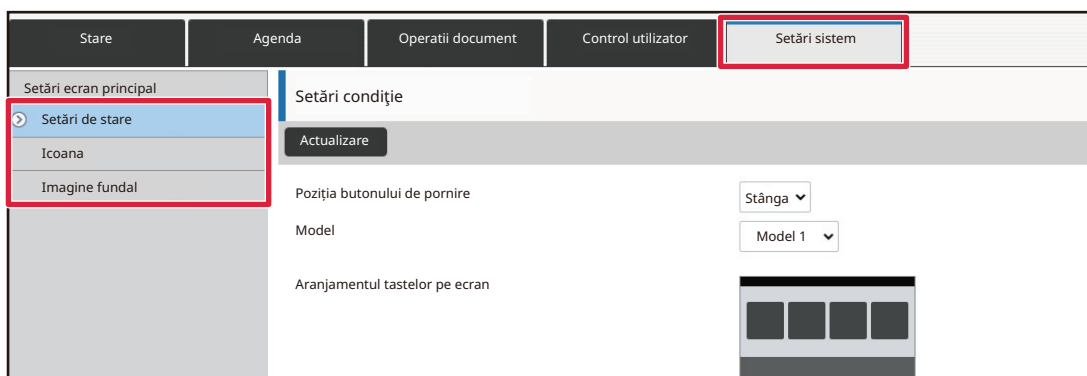 Stare
Agenda
Operatii document
Control utilizator
Setări sistem
Setări ecran principal
Setări de stare
Icoana
Imagine fundal
Setări condiţie
Actualizare
Poziția butonului de pornire
Stânga
Model
Model 1
Aranjamentul tastelor pe ecran